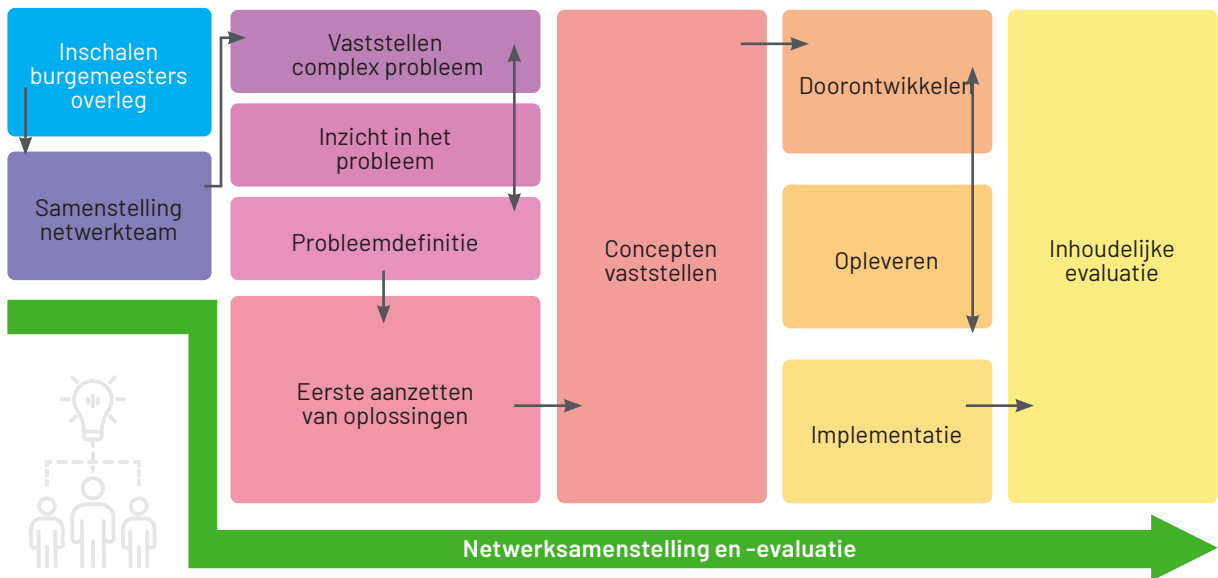 Inschalen
burgemeesters
overleg
Samenstelling
netwerkteam
Vaststellen
complex probleem
Inzicht in het
probleem
Probleemdefinitie
Eerste aanzetten
van oplossingen
Concepten
vaststellen
Doorontwikkelen
Opleveren
Implementatie
Inhoudelijke
evaluatie
Netwerksamenstelling en -evaluatie